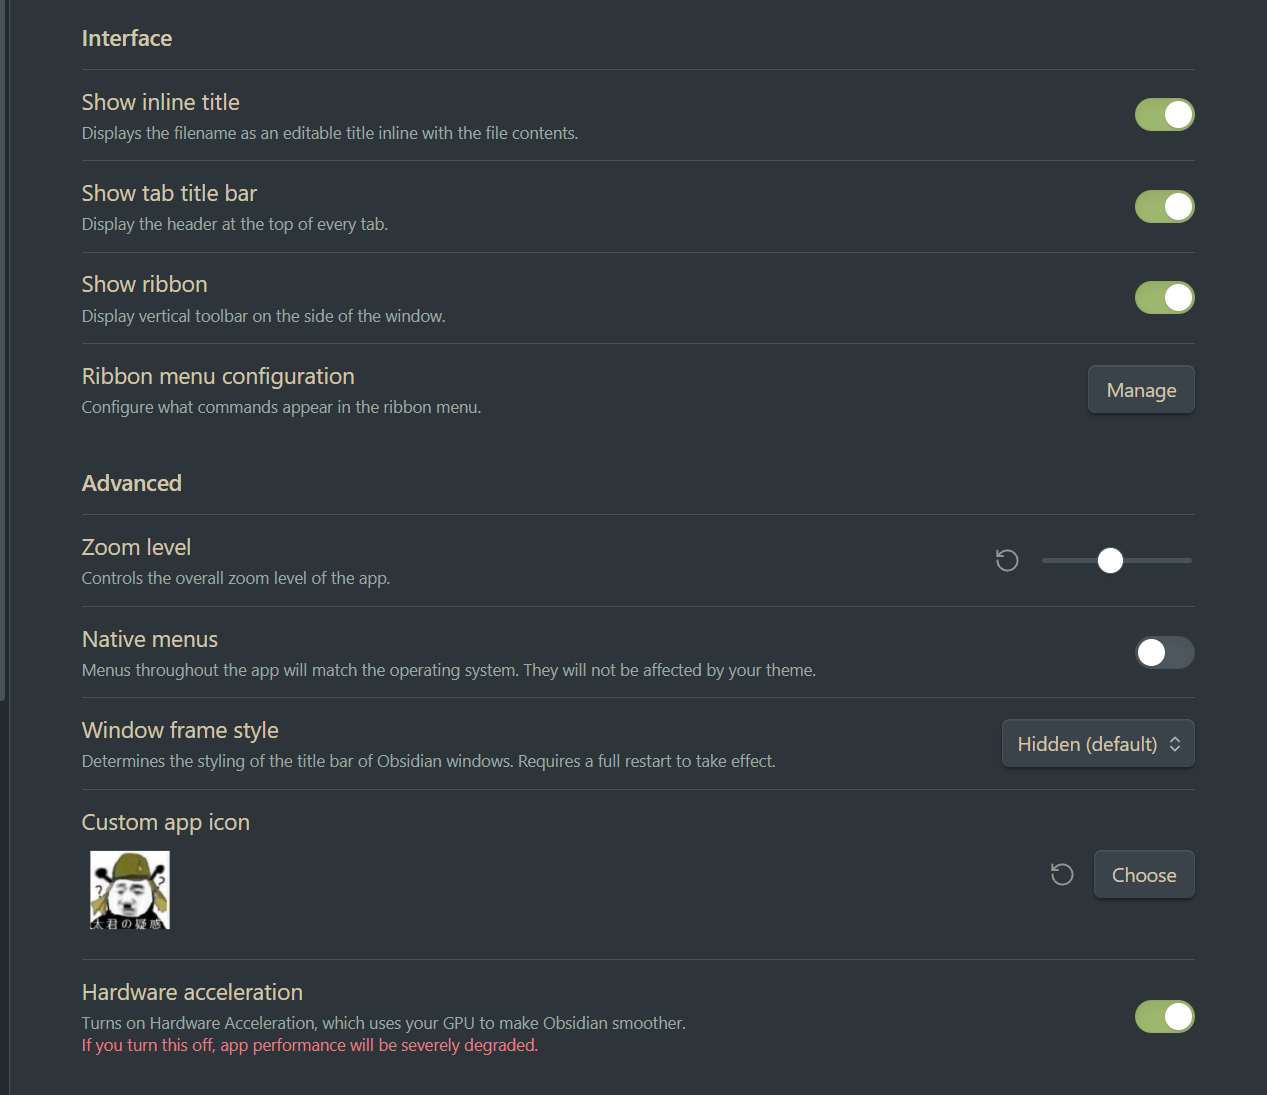 Interface
Show inline title
Displays the filename as an editable title inline with the file contents.
Show tab title bar
Display the header at the top of every tab.
Show ribbon
Display vertical toolbar on the side of the window.
Ribbon menu configuration
Configure what commands appear in the ribbon menu.
Manage
Advanced
Zoom level
Controls the overall zoom level of the app.
Native menus
Menus throughout the app will match the operating system. They will not be affected by your theme.
Window frame style
Determines the styling of the title bar of Obsidian windows. Requires a full restart to take effect.
Hidden (default)
Custom app icon
? ?
太君の疑惑
Choose
Hardware acceleration
Turns on Hardware Acceleration, which uses your GPU to make Obsidian smoother.
If you turn this off, app performance will be severely degraded.